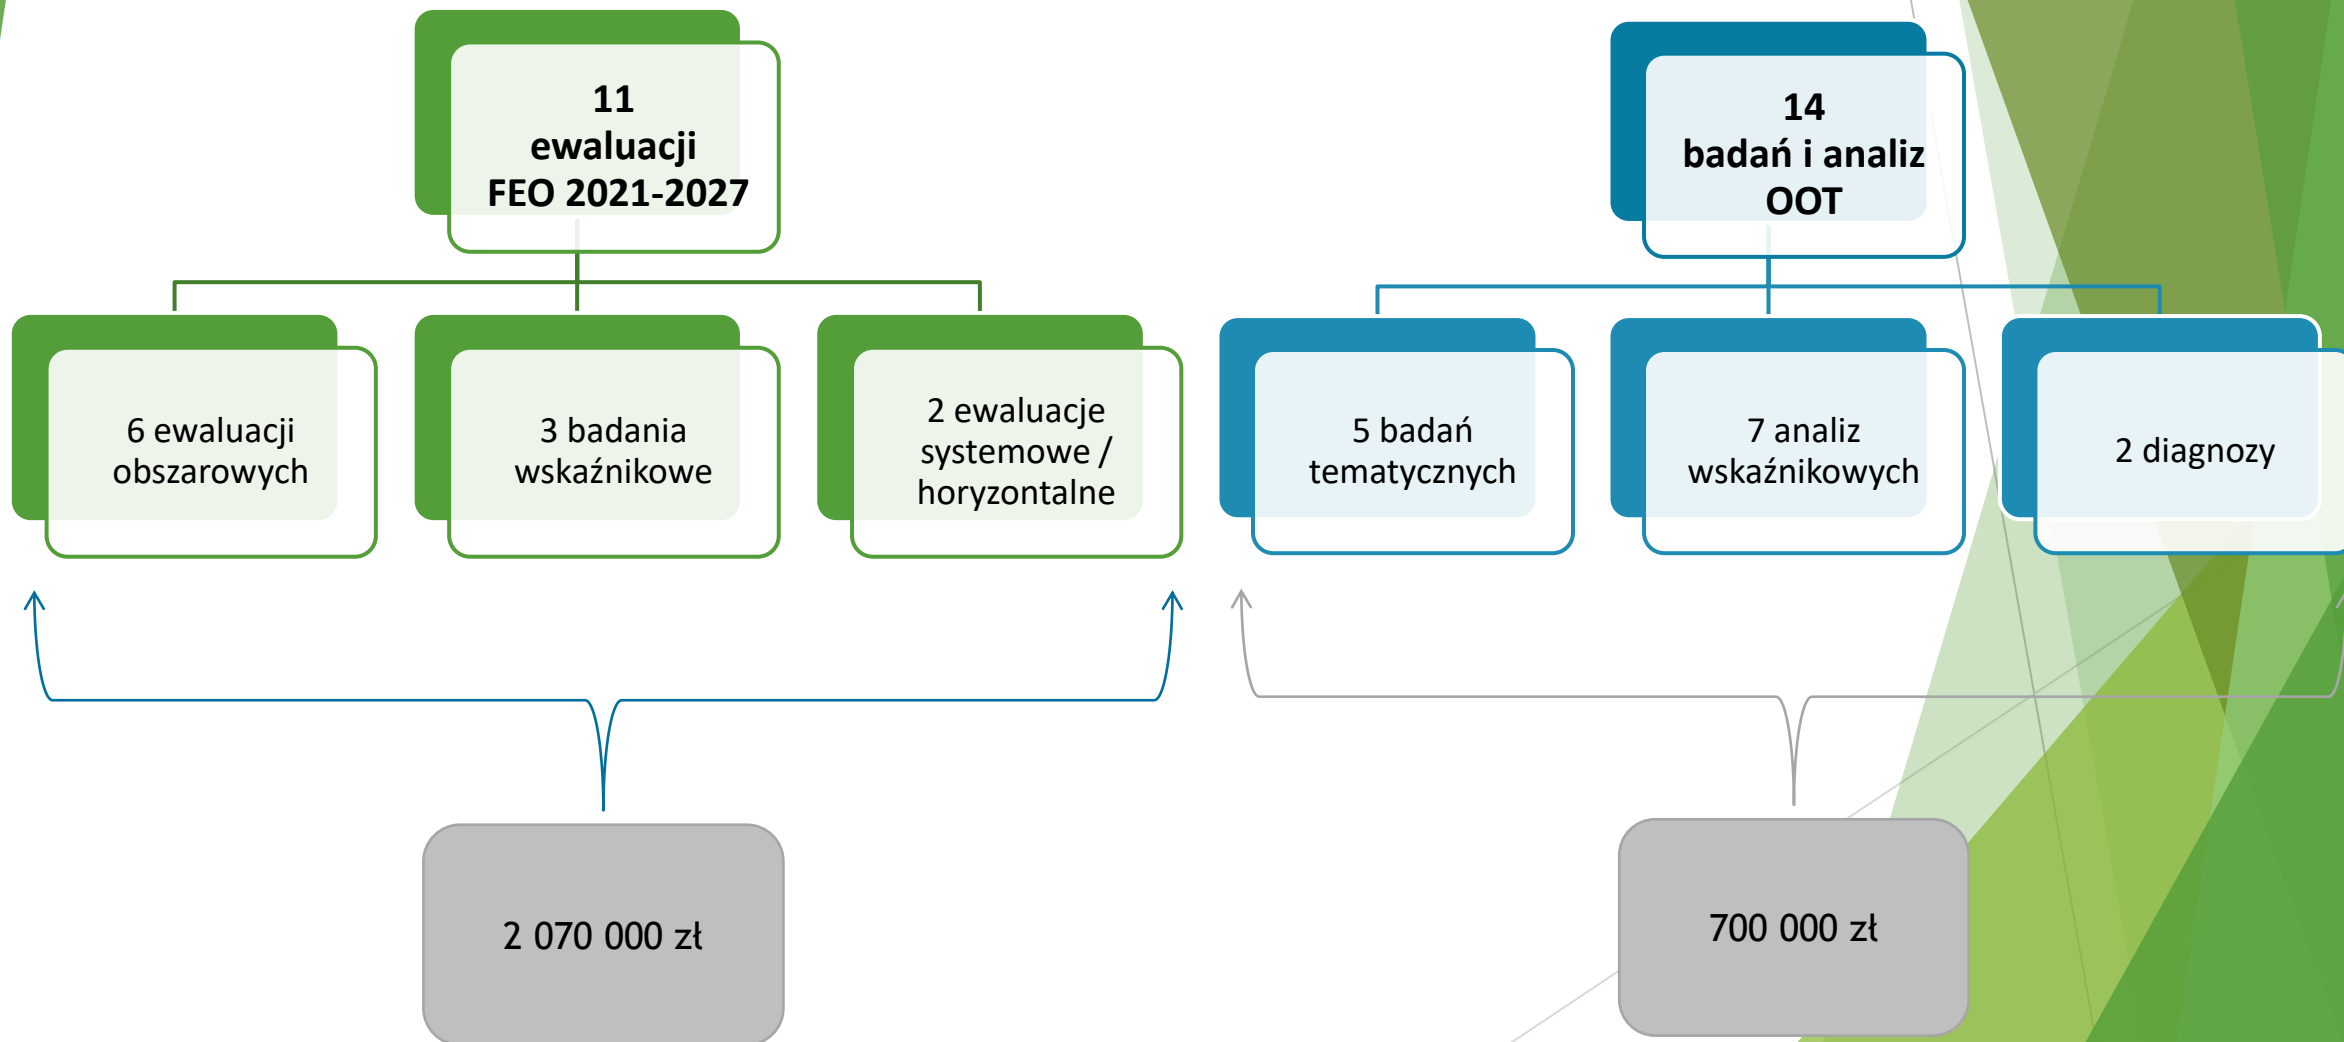 11
ewaluacji
FEO 2021-2027
6 ewaluacji
obszarowych
3 badania
wskaźnikowe
2 ewaluacje
systemowe /
horyzontalne
2 070 000 zł
14
badań i analiz
OOT
5 badań
tematycznych
7 analiz
wskaźnikowych
2 diagnozy
700 000 zł